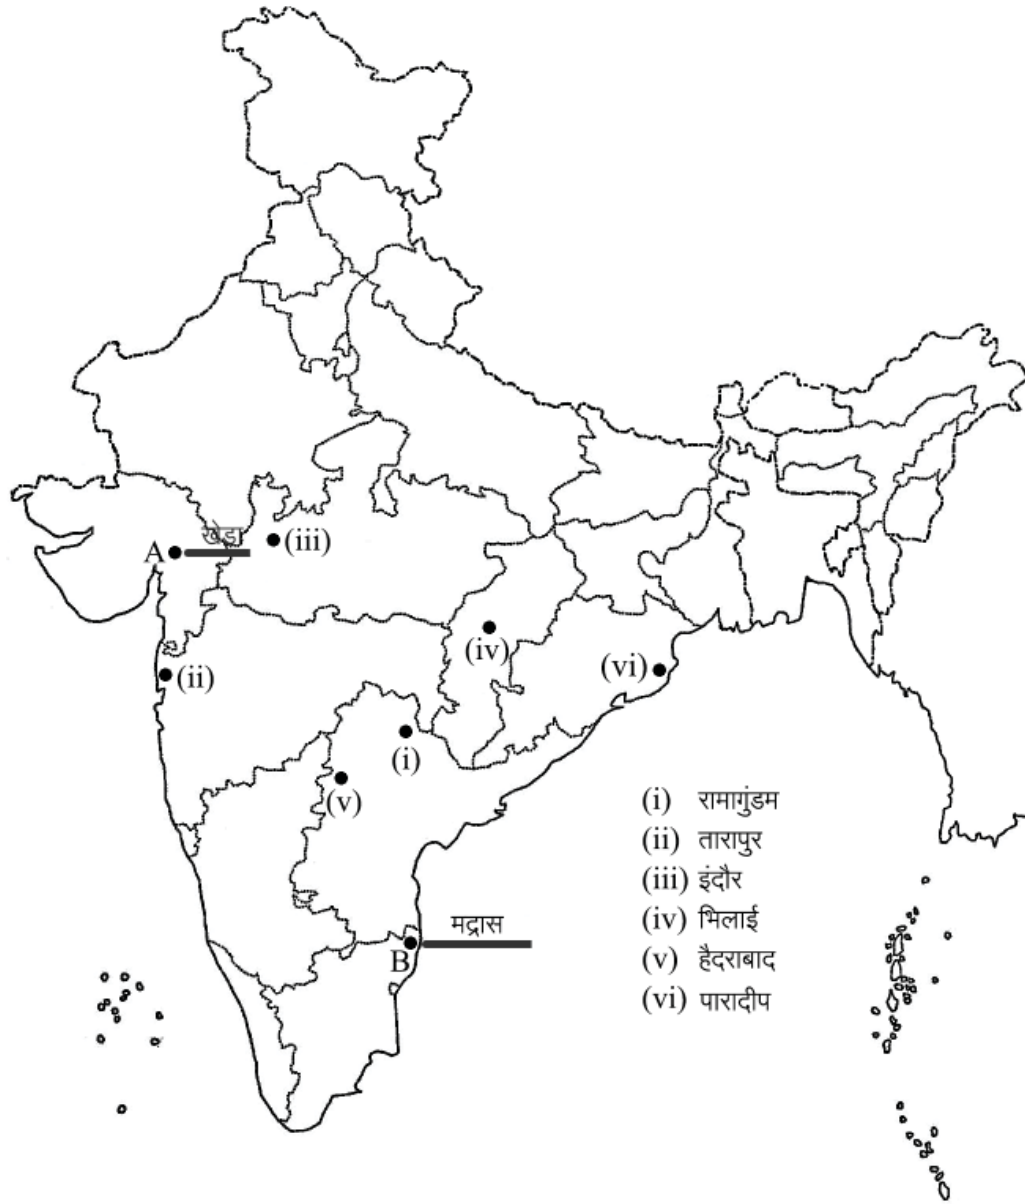 खेड़ा
A
(iii)
(iv)
(vi)
(ii)
(i)
(v)
(i) रामागुंडम
(ii) तारापुर
(iii) इंदौर
(iv) भिलाई
(v) हैदराबाद
(vi) पारादीप
मद्रास
B